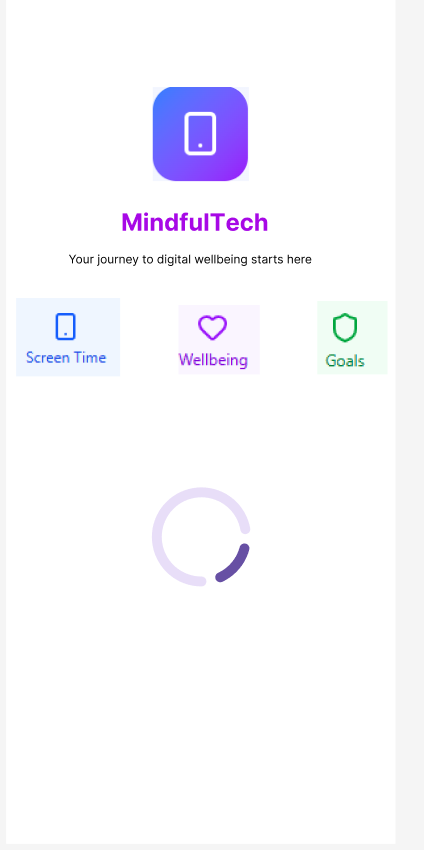 MindfulTech
Your journey to digital wellbeing starts here
Screen Time
Wellbeing
Goals